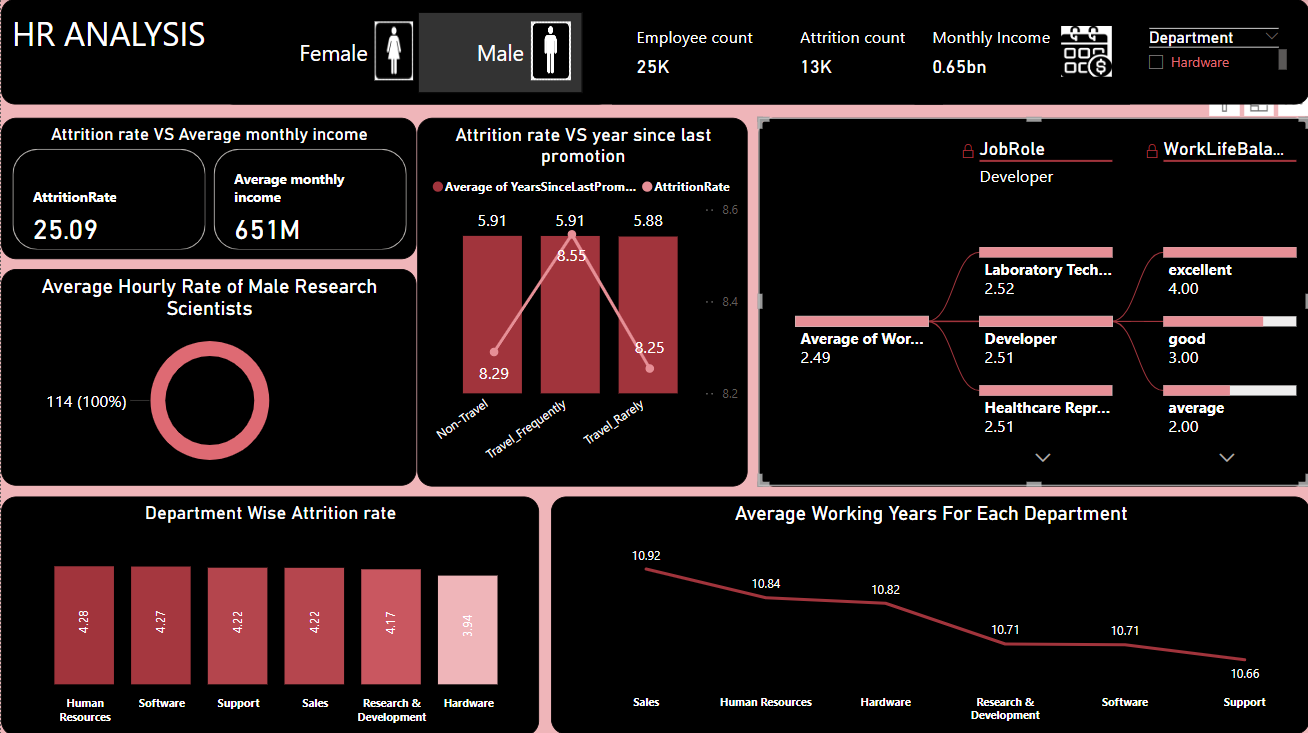 HR ANALYSIS
Female
Male
Employee count
25K
Attrition count
13K
Monthly Income
0.65bn
Department
Hardware
Attrition rate VS Average monthly income
AttritionRate
25.09
Average monthly
income
651M
Average Hourly Rate of Male Research
Scientists
114 (100%)
Attrition rate VS year since last
promotion
Average of YearsSinceLastProm... AttritionRate
5.91 5.91 5.88
8.6
8.55
8.4
8.25
8.29
8.2
Non-Travel
Travel_Frequently
Travel_Rarely
JobRole
Developer
WorkLifeBala...
Average of Wor...
2.49
Laboratory Tech...
2.52
Developer
2.51
Healthcare Repr...
2.51
excellent
4.00
good
3.00
average
2.00
Department Wise Attrition rate
4.28 4.27 4.22 4.22 4.17 3.94
Human
Resources
Software
Support
Sales
Research &
Development
Hardware
Average Working Years For Each Department
10.92
10.84
10.82
10.71
10.71
10.66
Sales
Human Resources
Hardware
Research &
Development
Software
Support